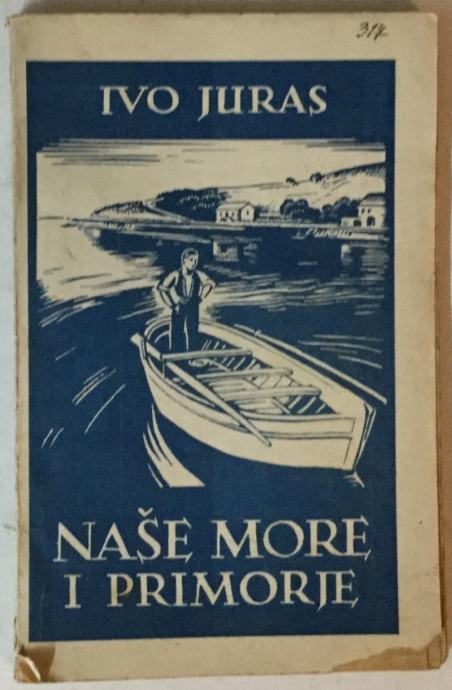 317
IVO JURAS
NAŠE MORE
I PRIMORJE